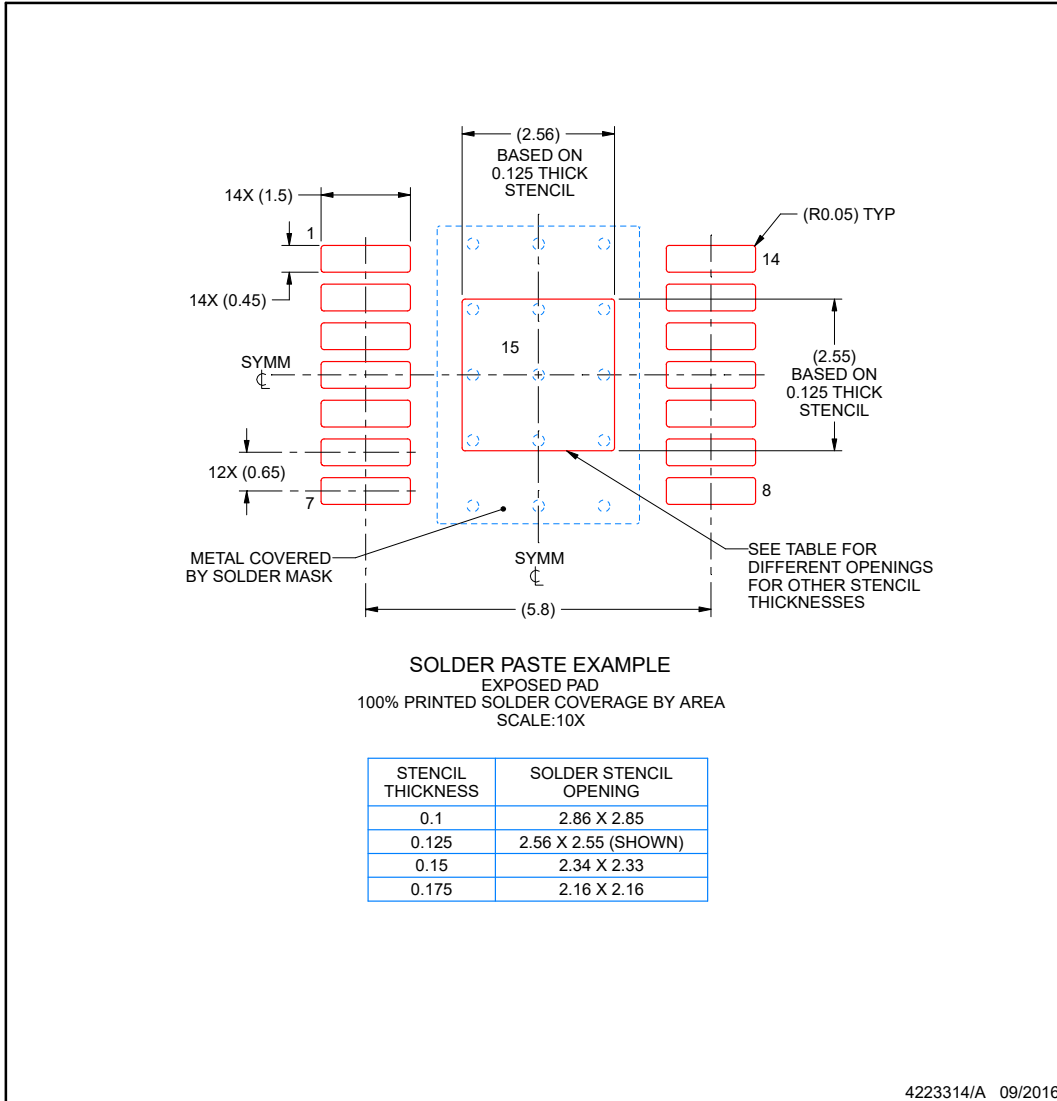 (2.56)
BASED ON
0.125 THICK
STENCIL
14X (1.5)
(R0.05) TYP
1
14
14X (0.45)
15
(2.55)
BASED ON
0.125 THICK
STENCIL
SYMM
12X (0.65)
7
8
METAL COVERED
BY SOLDER MASK
SYMM
SEE TABLE FOR
DIFFERENT OPENINGS
FOR OTHER STENCIL
THICKNESSES
(5.8)
SOLDER PASTE EXAMPLE
EXPOSED PAD
100% PRINTED SOLDER COVERAGE BY AREA
SCALE:10X
STENCIL
THICKNESS
SOLDER STENCIL
OPENING
0.1
2.86 X 2.85
0.125
2.56 X 2.55 (SHOWN)
0.15
2.34 X 2.33
0.175
2.16 X 2.16
4223314/A 09/2016